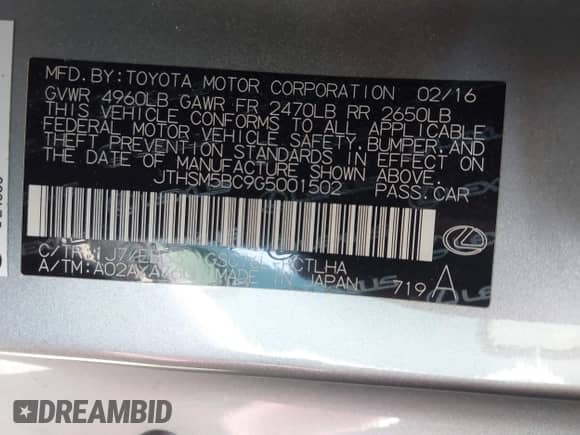 MFD.BY:TOYOTA MOTOR CORPORATION 02/16
GVWR 4960LB GAWR FR 2470LB RR 2650LB
THIS VEHICLE CONFORMS TO ALL APPLICABLE
FEDERAL MOTOR VEHICLE SAFETY,BUMPER,AND
THEFT PREVENTION STANDARDS IN EFFECT ON
THE DATE OF MANUFACTURE SHOWN ABOVE.
JTHSM5BC9G5001502 PASS.CAR
MADE IN JAPAN
A/TM:
719 A
DREAMBID